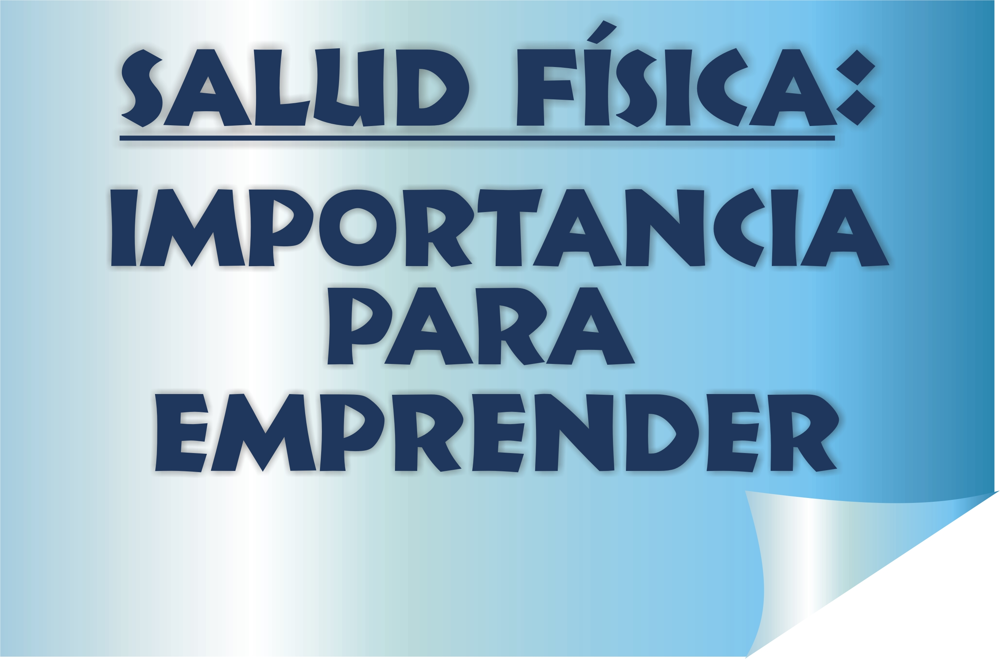 SALUD FÍSICA:
IMPORTANCIA
PARA
EMPRENDER